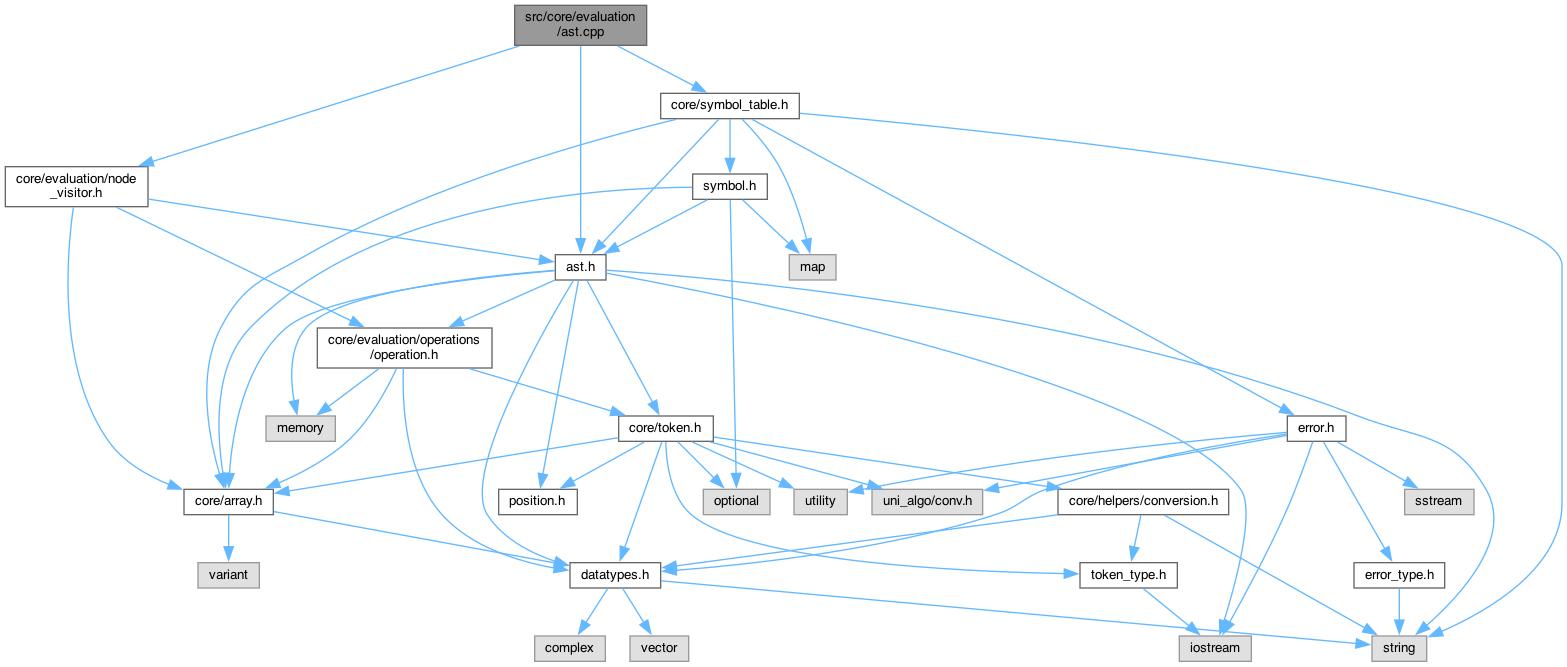 src/core/evaluation
/ast.cpp
core/symbol_table.h
core/evaluation/node
_visitor.h
symbol.h
ast.h
map
core/evaluation/operations
/operation.h
memory
core/token.h
error.h
core/array.h
position.h
optional
utility
uni_algo/conv.h
core/helpers/conversion.h
sstream
variant
datatypes.h
token_type.h
error_type.h
complex
vector
iostream
string